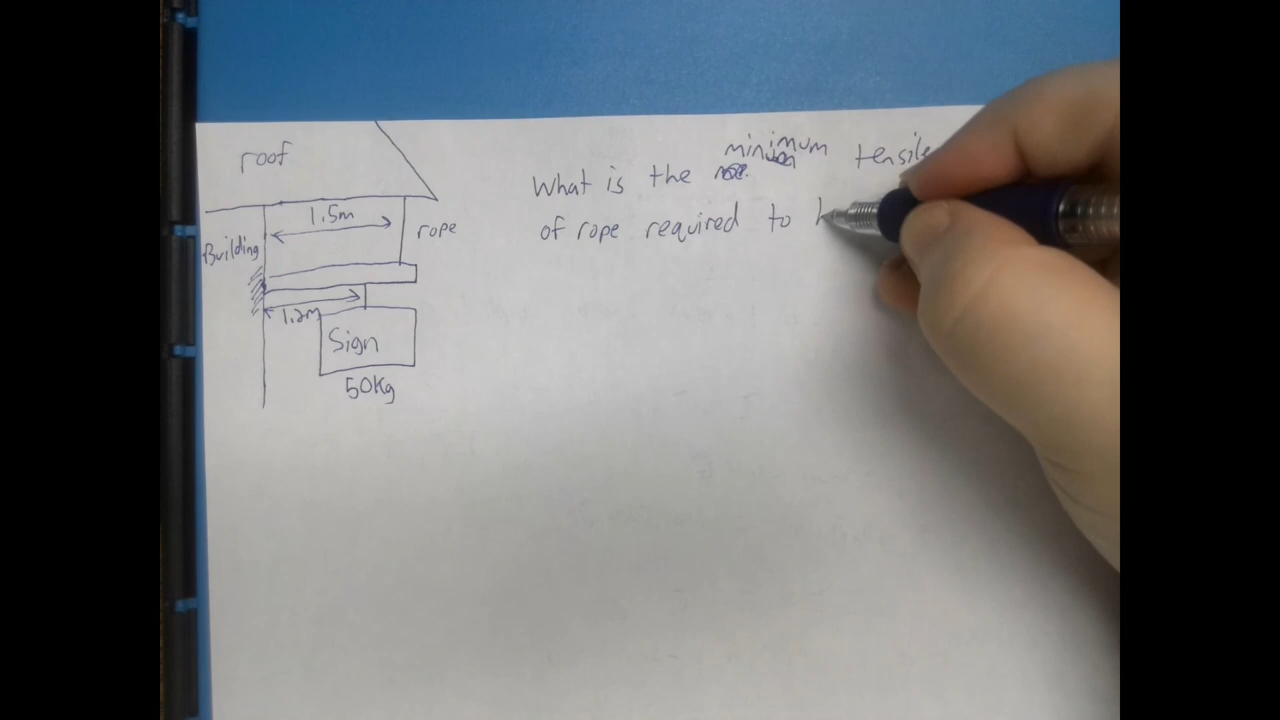 roof
minimum
What is the tensile
1.5m
of rope required to
rope
Building
1.2m
Sign
50Kg